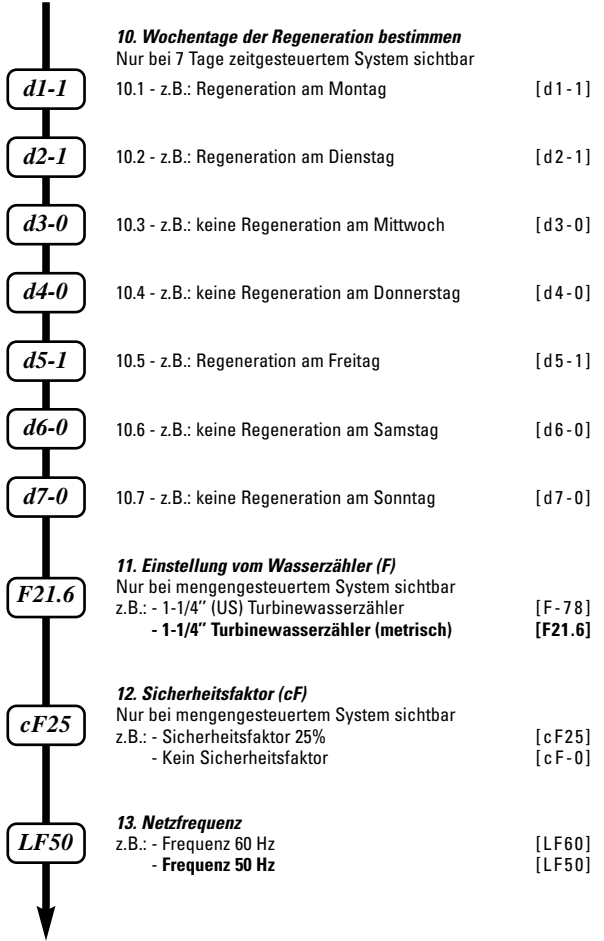 10. Wochentage der Regeneration bestimmen
Nur bei 7 Tage zeitgesteuertem System sichtbar
d1-1 10.1 - z.B.: Regeneration am Montag [d1-1]
d2-1 10.2 - z.B.: Regeneration am Dienstag [d2-1]
d3-0 10.3 - z.B.: keine Regeneration am Mittwoch [d3-0]
d4-0 10.4 - z.B.: keine Regeneration am Donnerstag [d4-0]
d5-1 10.5 - z.B.: Regeneration am Freitag [d5-1]
d6-0 10.6 - z.B.: keine Regeneration am Samstag [d6-0]
d7-0 10.7 - z.B.: keine Regeneration am Sonntag [d7-0]
11. Einstellung vom Wasserzähler (F)
F21.6 Nur bei mengengesteuertem System sichtbar
z.B.: - 1-1/4" (US) Turbinewasserzähler [F-78]
- 1-1/4" Turbinewasserzähler (metrisch) [F21.6]
12. Sicherheitsfaktor (cF)
cF25 Nur bei mengengesteuertem System sichtbar
z.B.: - Sicherheitsfaktor 25% [cF25]
- Kein Sicherheitsfaktor [cF-0]
13. Netzfrequenz
LF50 z.B.: - Frequenz 60 Hz [LF60]
- Frequenz 50 Hz [LF50]